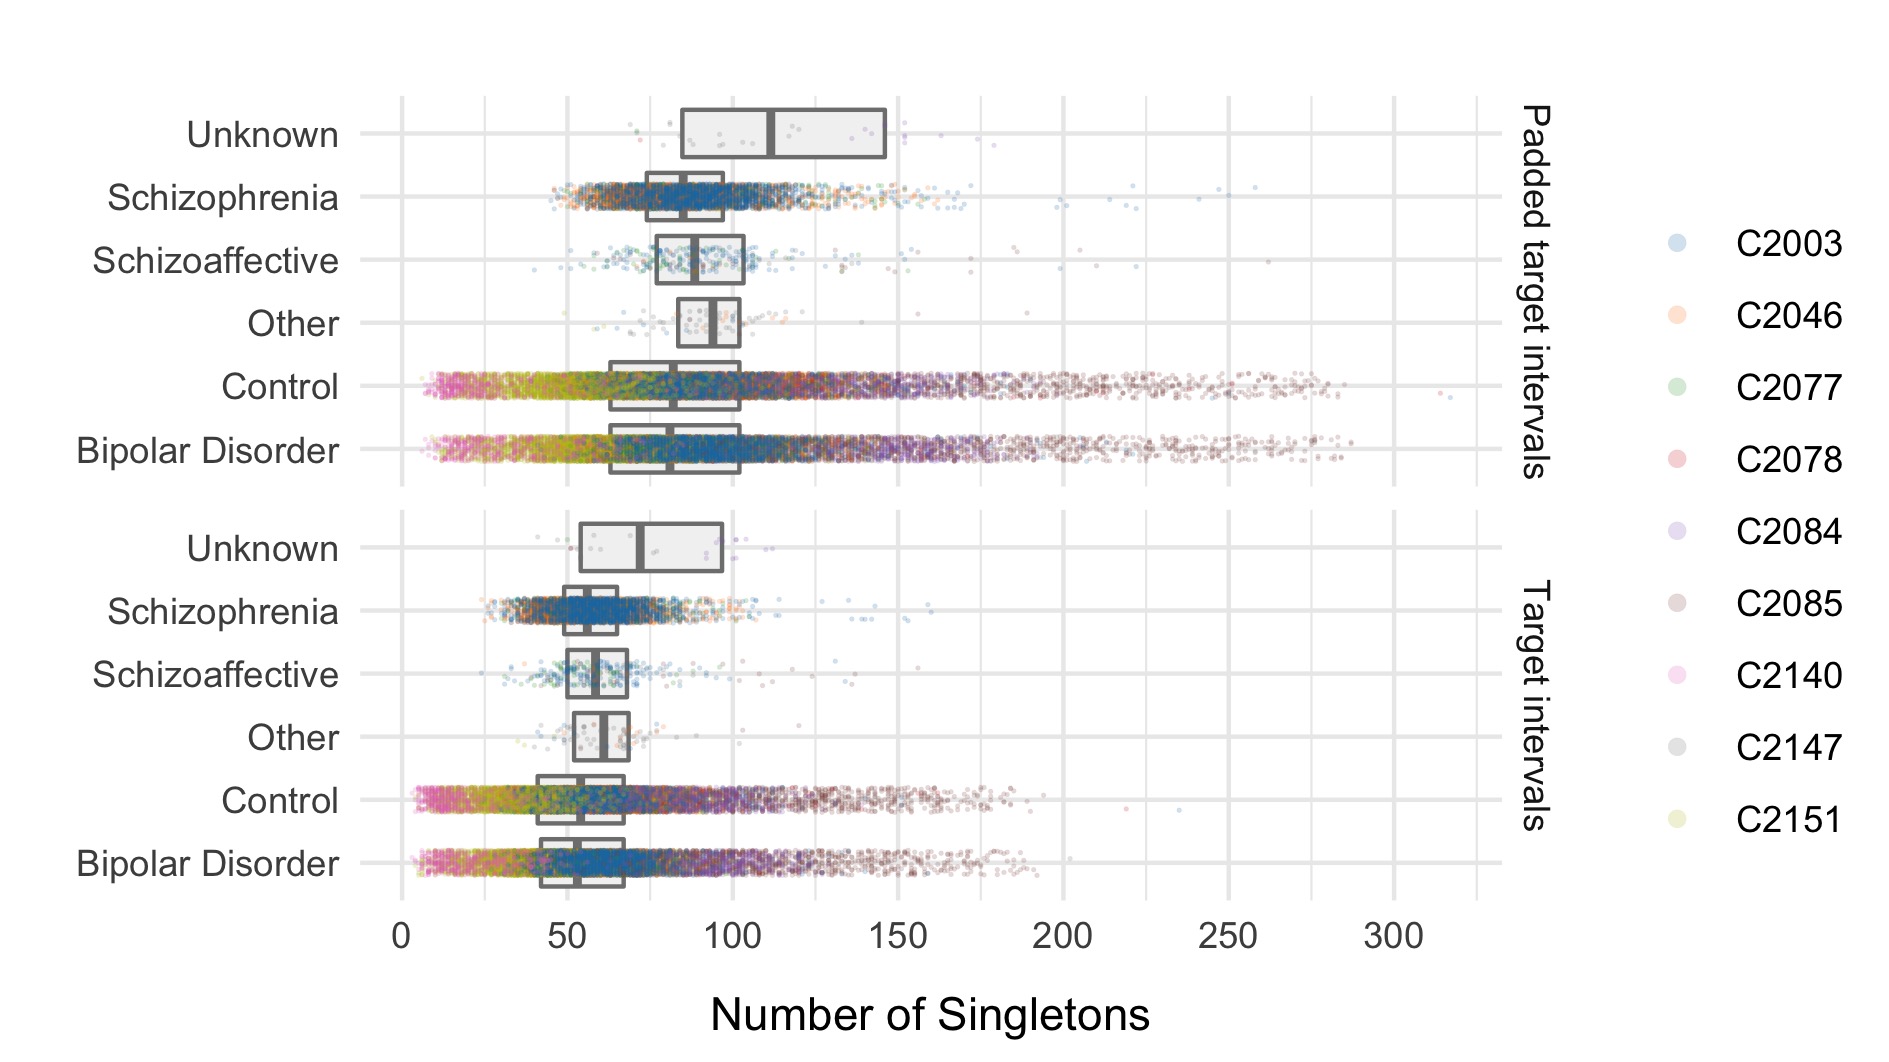 Unknown
Schizophrenia
Schizoaffective
Other
Control
Bipolar Disorder
Padded target intervals
Unknown
Schizophrenia
Schizoaffective
Other
Control
Bipolar Disorder
Target intervals
0 50 100 150 200 250 300
Number of Singletons
C2003
C2046
C2077
C2078
C2084
C2085
C2140
C2147
C2151